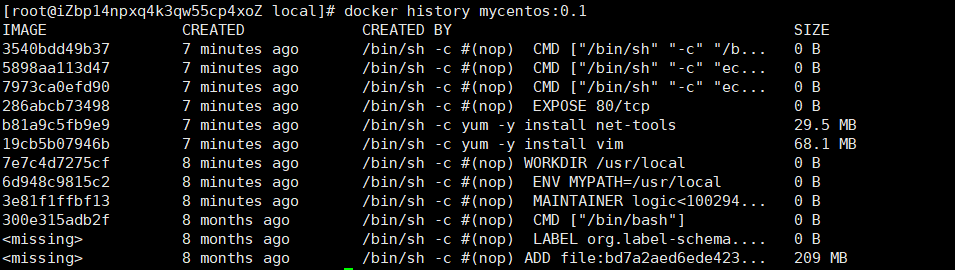 [root@iZbp14npxq4k3qw55cp4xoZ local]# docker history mycentos:0.1
IMAGE CREATED CREATED BY SIZE
3540bdd49b37 7 minutes ago /bin/sh -c #(nop) CMD ["/bin/sh" "-c" "/b... 0 B
5898aa113d47 7 minutes ago /bin/sh -c #(nop) CMD ["/bin/sh" "-c" "ec... 0 B
7973ca0efd90 7 minutes ago /bin/sh -c #(nop) CMD ["/bin/sh" "-c" "ec... 0 B
286abcb73498 7 minutes ago /bin/sh -c #(nop) EXPOSE 80/tcp 0 B
b81a9c5fb9e9 7 minutes ago /bin/sh -c yum -y install net-tools 29.5 MB
19cb5b07946b 7 minutes ago /bin/sh -c yum -y install vim 68.1 MB
7e7c4d7275cf 8 minutes ago /bin/sh -c #(nop) WORKDIR /usr/local 0 B
6d948c9815c2 8 minutes ago /bin/sh -c #(nop) ENV MYPATH=/usr/local 0 B
3e81f1ffbf13 8 minutes ago /bin/sh -c #(nop) MAINTAINER logic<100294... 0 B
300e315adb2f 8 months ago /bin/sh -c #(nop) CMD ["/bin/bash"] 0 B
<missing> 8 months ago /bin/sh -c #(nop) LABEL org.label-schema.... 0 B
<missing> 8 months ago /bin/sh -c #(nop) ADD file:bd7a2aed6ede423... 209 MB